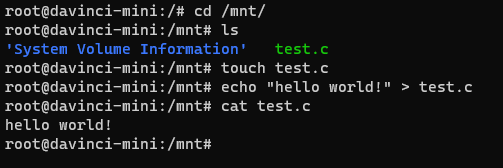 root@davinci-mini:/# cd /mnt/
root@davinci-mini:/mnt# ls
'System Volume Information'   test.c
root@davinci-mini:/mnt# touch test.c
root@davinci-mini:/mnt# echo "hello world!" > test.c
root@davinci-mini:/mnt# cat test.c
hello world!
root@davinci-mini:/mnt#